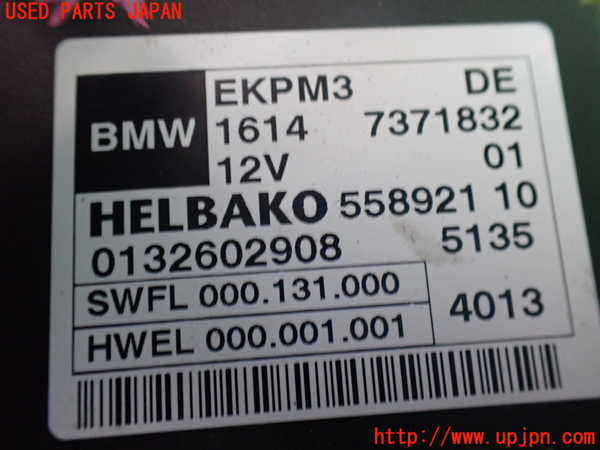 USED PARTS JAPAN
BMW
EKPM3 DE
1614 7371832
12V 01
HELBAKO 558921 10
0132602908 5135
SWFL 000.131.000
HWEL 000.001.001
4013
http://www.upjpn.com/